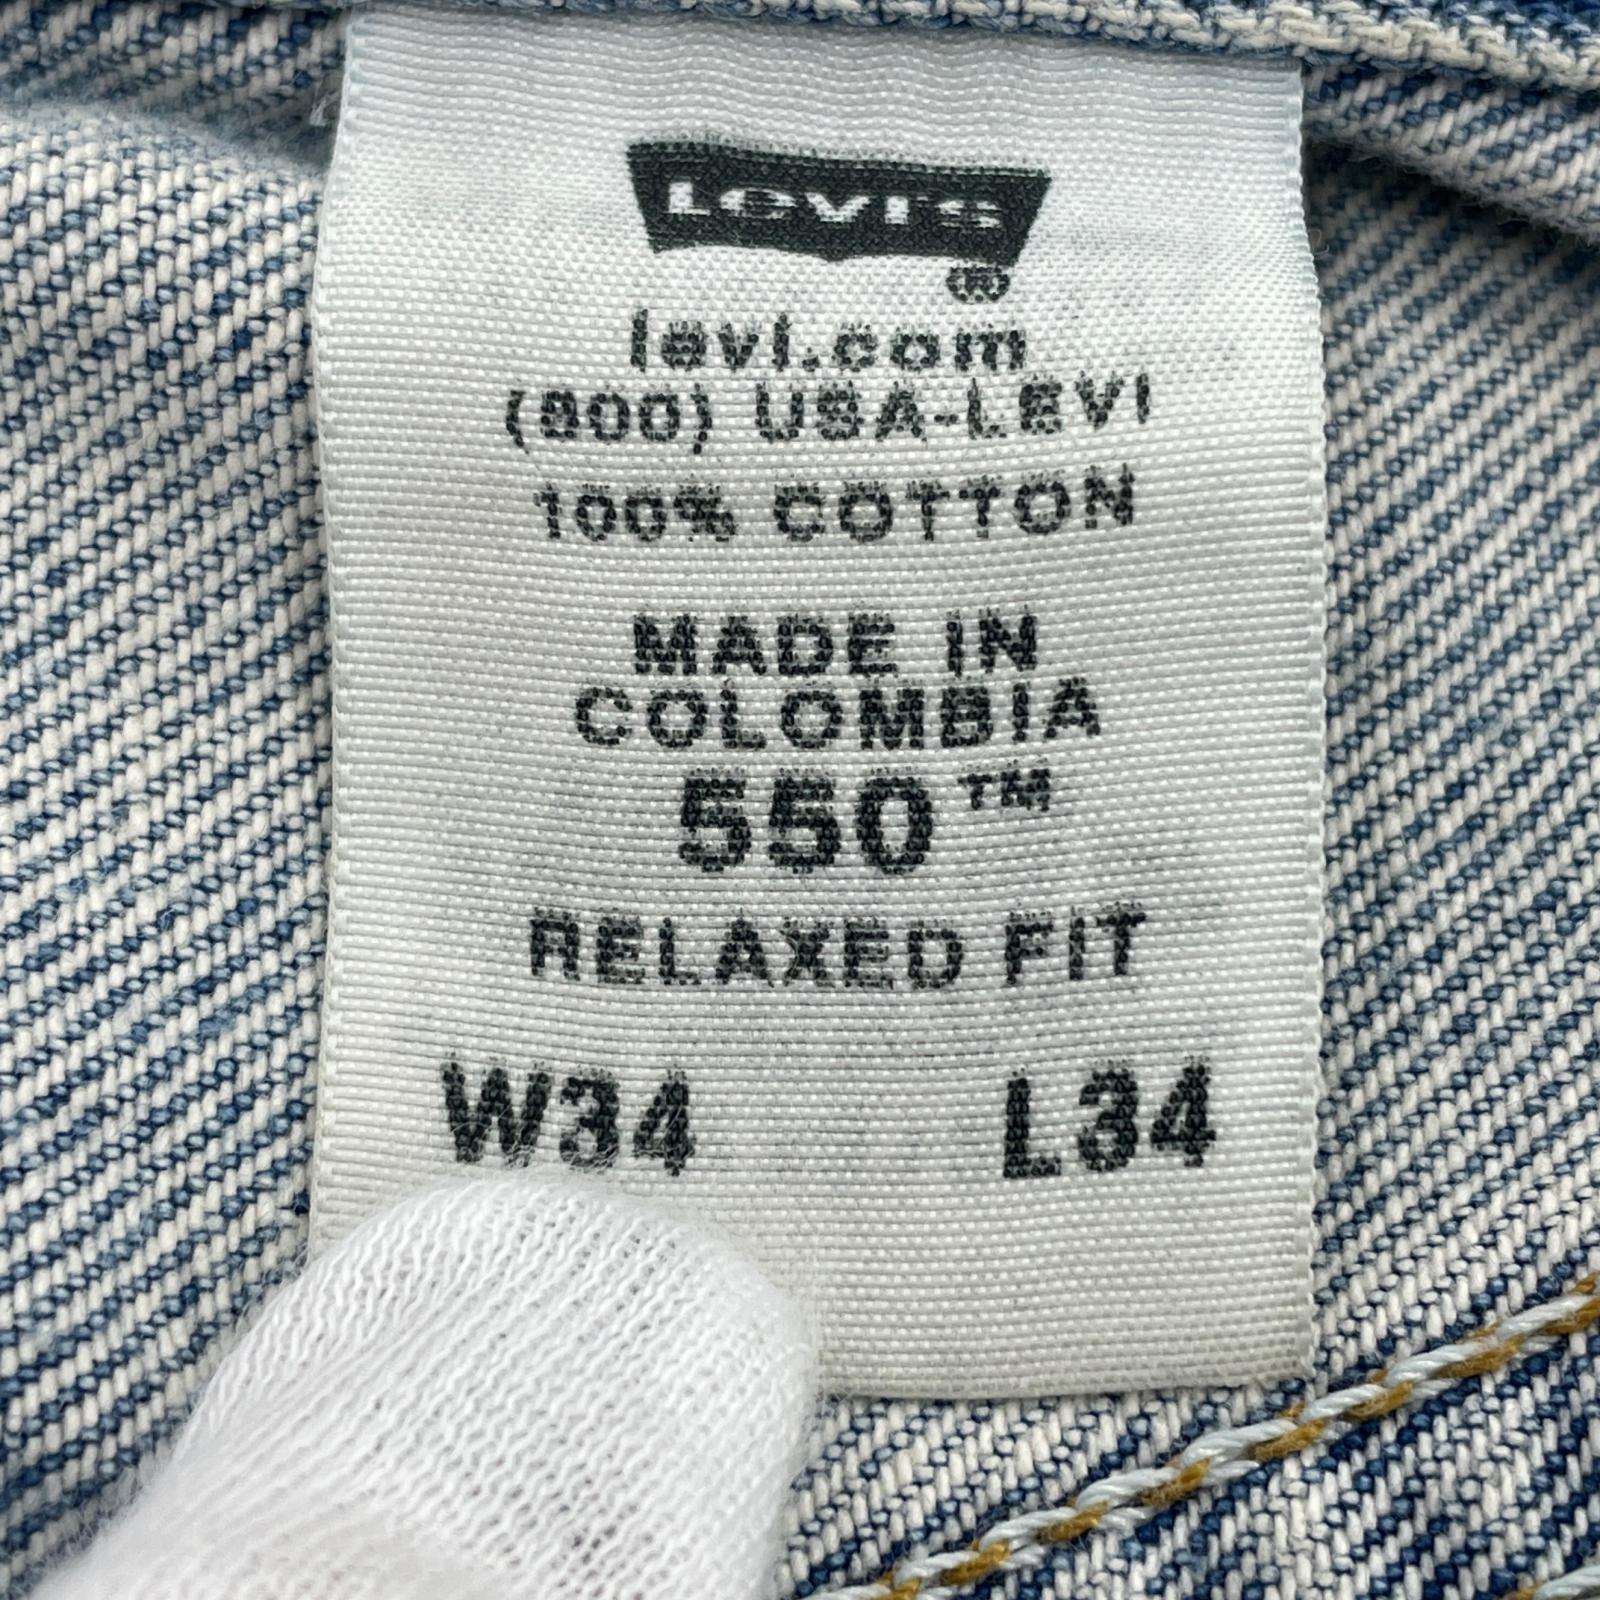 Levi's
®
levi.com
(800) USA-LEVI
100% COTTON
MADE IN
COLOMBIA
550™
RELAXED FIT
W34 L34